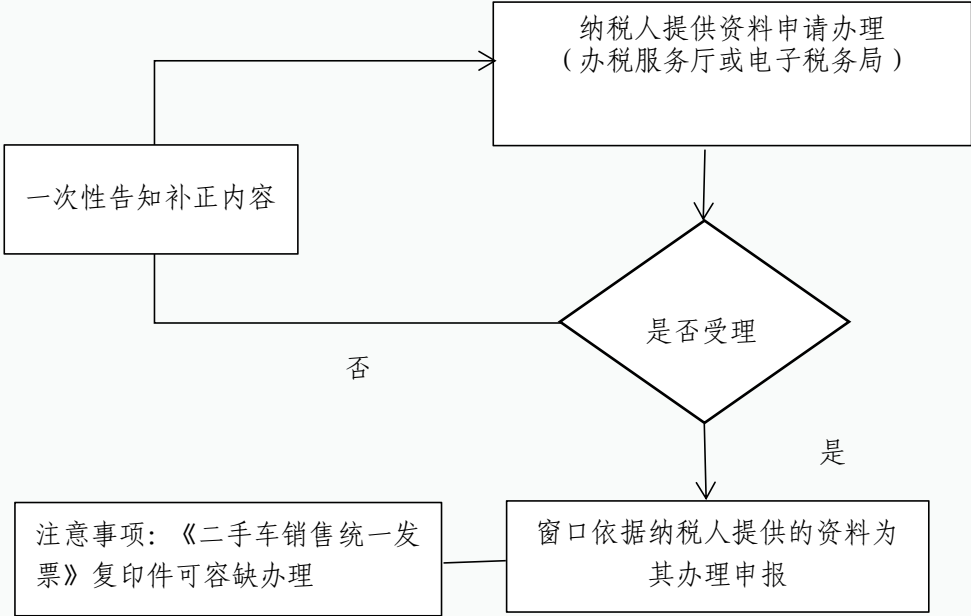 纳税人提供资料申请办理
（办税服务厅或电子税务局）
一次性告知补正内容
是否受理
否
是
注意事项：《二手车销售统一发
票》复印件可容缺办理
窗口依据纳税人提供的资料为
其办理申报